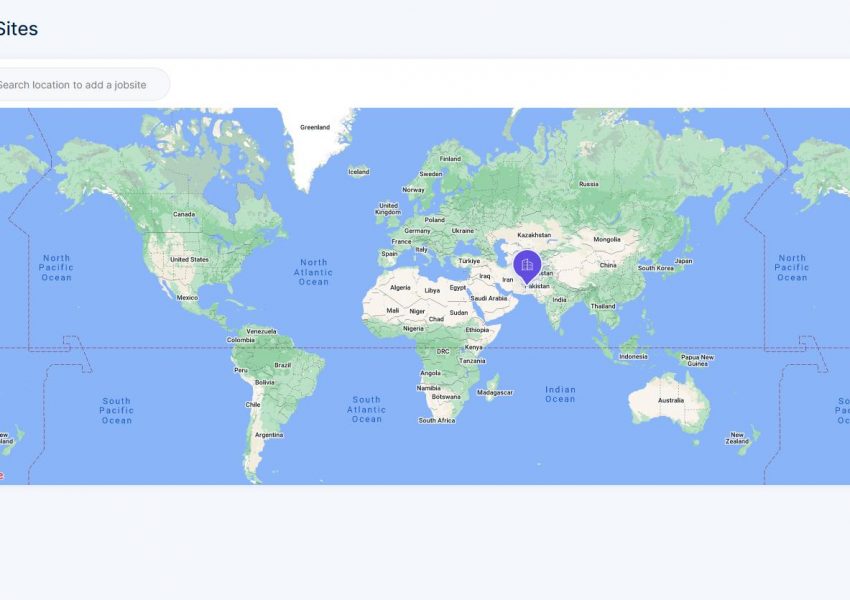 Sites
Search location to add a jobsite
Greenland
Iceland
Finland
Sweden
Norway
Russia
Canada
United
Kingdom
Poland
Germany
Ukraine
France
Italy
Spain
Kazakhstan
Mongolia
United States
North
Pacific
Ocean
North
Atlantic
Ocean
Türkiye
China
Japan
South Korea
Iraq
Iran
Pakistan
Algeria
Libya
Egypt
Saudi Arabia
India
Thailand
Mexico
North
Pacific
Ocean
Mali
Niger
Sudan
Chad
Nigeria
Ethiopia
Venezuela
Colombia
Kenya
DRC
Tanzania
Indonesia
Papua New
Guinea
Peru
Brazil
Bolivia
Angola
Namibia
Botswana
Madagascar
Indian
Ocean
South
Pacific
Ocean
South
Atlantic
Ocean
Chile
Australia
South Africa
Argentina
New
Zealand